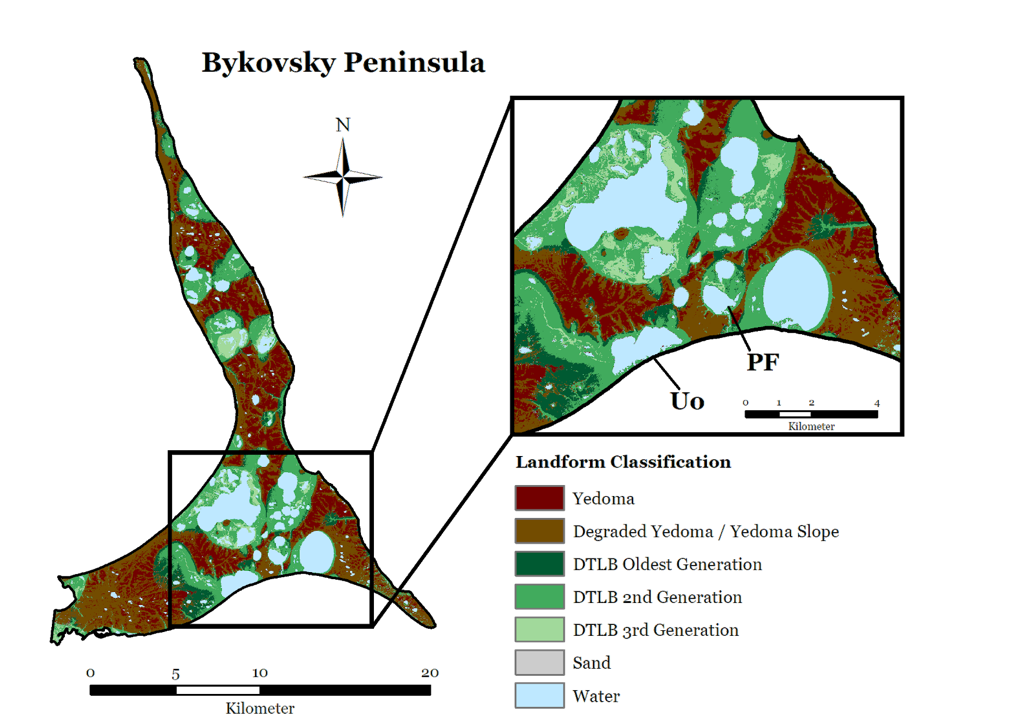 Bykovsky Peninsula
N
PF
Uo
0 1 2 4
Kilometer
Landform Classification
Yedoma
Degraded Yedoma / Yedoma Slope
DTLB Oldest Generation
DTLB 2nd Generation
DTLB 3rd Generation
Sand
Water
0 5 10 20
Kilometer